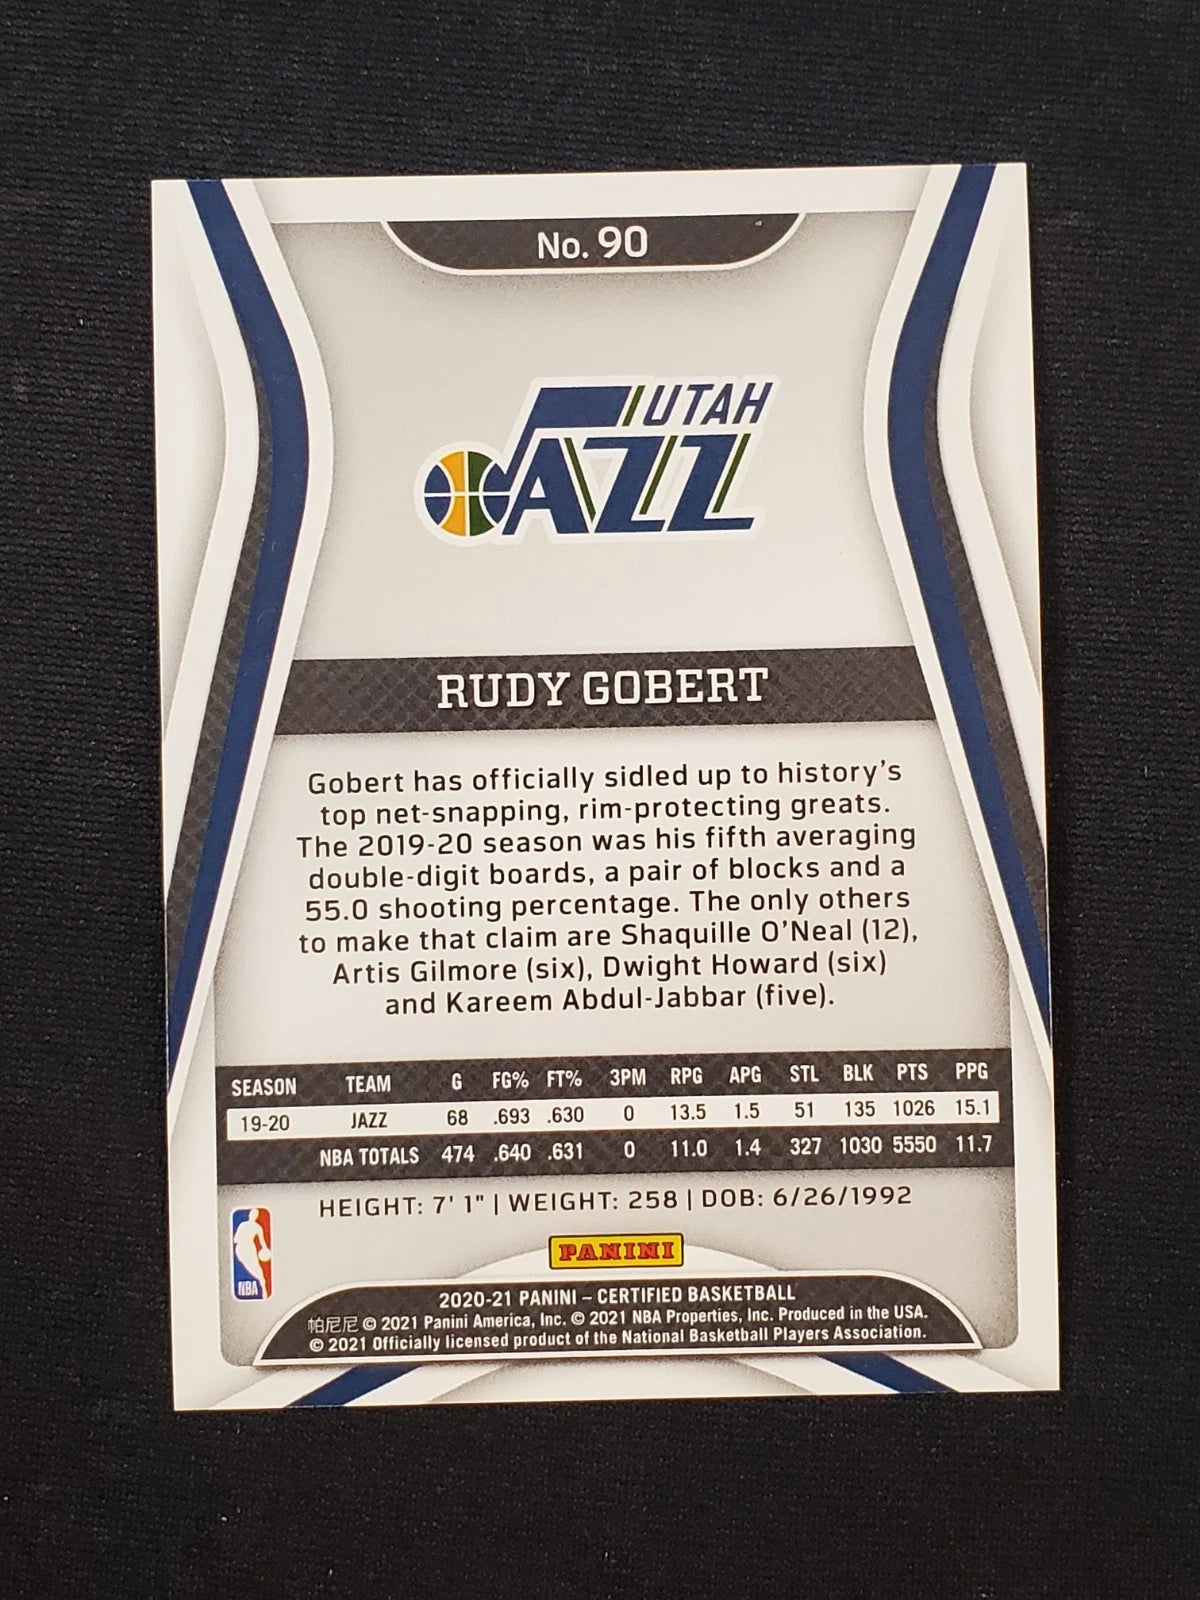 No. 90
UTAH
JAZZ
RUDY GOBERT
Gobert has officially sidled up to history's
top net-snapping, rim-protecting greats.
The 2019-20 season was his fifth averaging
double-digit boards, a pair of blocks and a
55.0 shooting percentage. The only others
to make that claim are Shaquille O'Neal (12),
Artis Gilmore (six), Dwight Howard (six)
and Kareem Abdul-Jabbar (five).
SEASON TEAM G FG% FT% 3PM RPG APG STL BLK PTS PPG
19-20 JAZZ 68 .693 .630 0 13.5 1.5 51 135 1026 15.1
NBA TOTALS 474 .640 .631 0 11.0 1.4 327 1030 5550 11.7
HEIGHT: 7' 1" | WEIGHT: 258 | DOB: 6/26/1992
NBA
PANINI
2020-21 PANINI – CERTIFIED BASKETBALL
帕尼尼 © 2021 Panini America, Inc. © 2021 NBA Properties, Inc. Produced in the USA.
© 2021 Officially licensed product of the National Basketball Players Association.